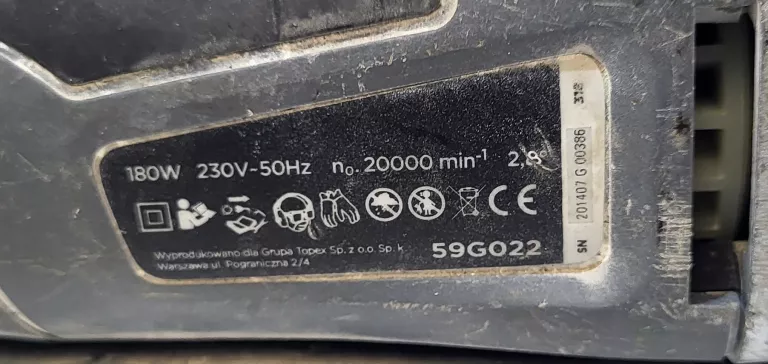 180W 230V~50Hz n₀. 20000 min⁻¹ 2,8°
CE
59G022
Wyprodukowano dla Grupa Topex Sp. z o.o. Sp. k.
Warszawa ul. Pograniczna 2/4
SN 201407 G 00386